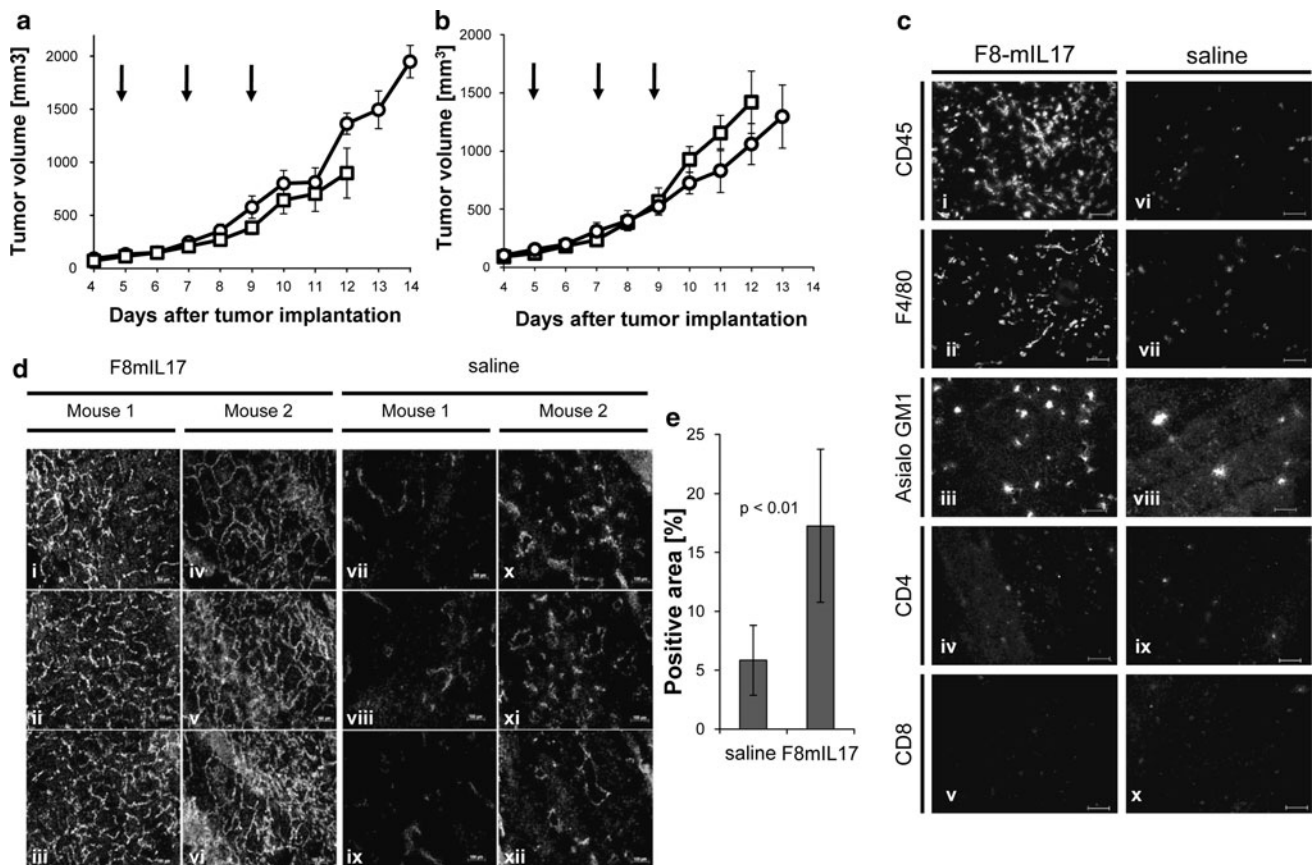 a
Tumor volume [mm3]
2000
1500
1000
500
0
4 5 6 7 8 9 10 11 12 13 14
Days after tumor implantation
b
Tumor volume [mm³]
2000
1500
1000
500
0
4 5 6 7 8 9 10 11 12 13 14
Days after tumor implantation
c
F8-mIL17 saline
CD45
i vi
F4/80
ii vii
Asialo GM1
iii viii
CD4
iv ix
CD8
v x
d
F8mIL17 saline
Mouse 1 Mouse 2 Mouse 1 Mouse 2
i iv vii x
ii v viii xi
iii vi ix xii
e
Positive area [%]
25
20
15
10
5
0
p < 0.01
saline F8mIL17